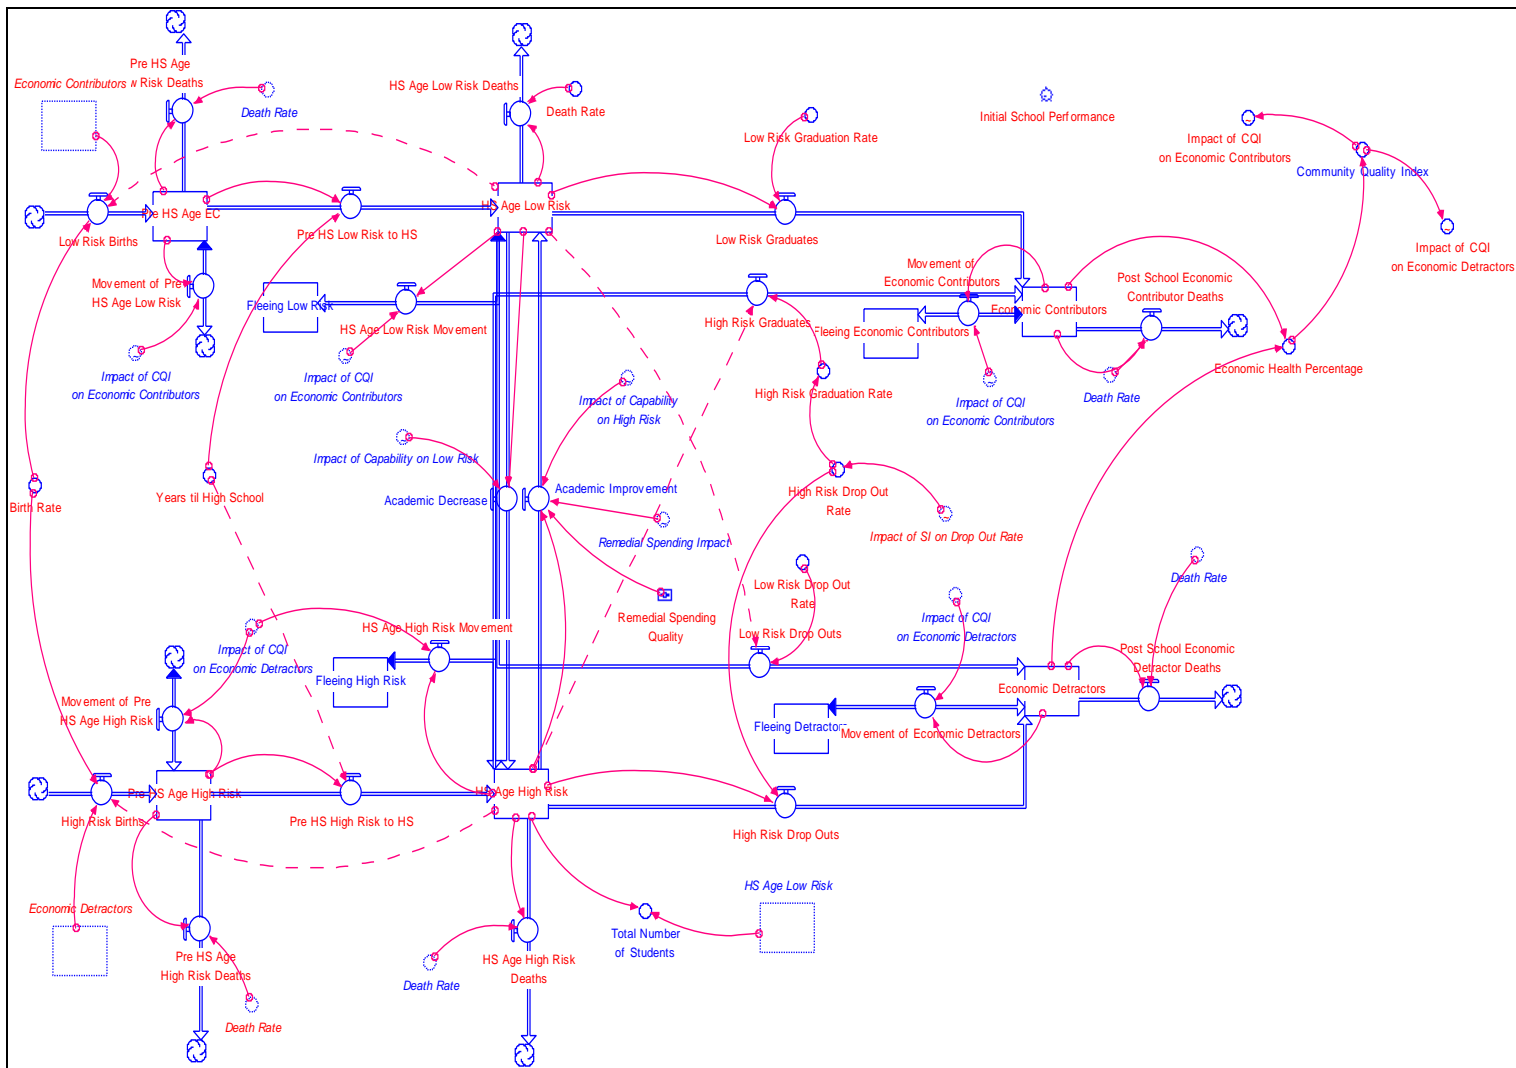 Pre HS Age
Economic Contributors
w Risk Deaths
Death Rate
HS Age Low Risk Deaths
Death Rate
Low Risk Graduation Rate
Initial School Performance
Impact of CQI
on Economic Contributors
Community Quality Index
Pre HS Age EC
Low Risk Births
Pre HS Low Risk to HS
HS Age Low Risk
Low Risk Graduates
Impact of CQI
on Economic Detractors
Movement of Pre
HS Age Low Risk
Fleeing Low Risk
HS Age Low Risk Movement
High Risk Graduates
Movement of
Economic Contributors
Fleeing Economic Contributors
Economic Contributors
Post School Economic
Contributor Deaths
Economic Health Percentage
Impact of CQI
on Economic Contributors
Impact of CQI
on Economic Contributors
Impact of Capability
on High Risk
High Risk Graduation Rate
Impact of CQI
on Economic Contributors
Death Rate
Impact of Capability on Low Risk
Birth Rate
Years til High School
Academic Decrease
Academic Improvement
High Risk Drop Out
Rate
Remedial Spending Impact
Impact of SI on Drop Out Rate
Death Rate
Low Risk Drop Out
Rate
Remedial Spending
Quality
Low Risk Drop Outs
Impact of CQI
on Economic Detractors
HS Age High Risk Movement
Impact of CQI
on Economic Detractors
Fleeing High Risk
Post School Economic
Detractor Deaths
Economic Detractors
Movement of Pre
HS Age High Risk
Fleeing Detractors
Movement of Economic Detractors
Pre HS Age High Risk
High Risk Births
Pre HS High Risk to HS
HS Age High Risk
High Risk Drop Outs
HS Age Low Risk
Economic Detractors
Total Number
of Students
Pre HS Age
High Risk Deaths
HS Age High Risk
Deaths
Death Rate
Death Rate